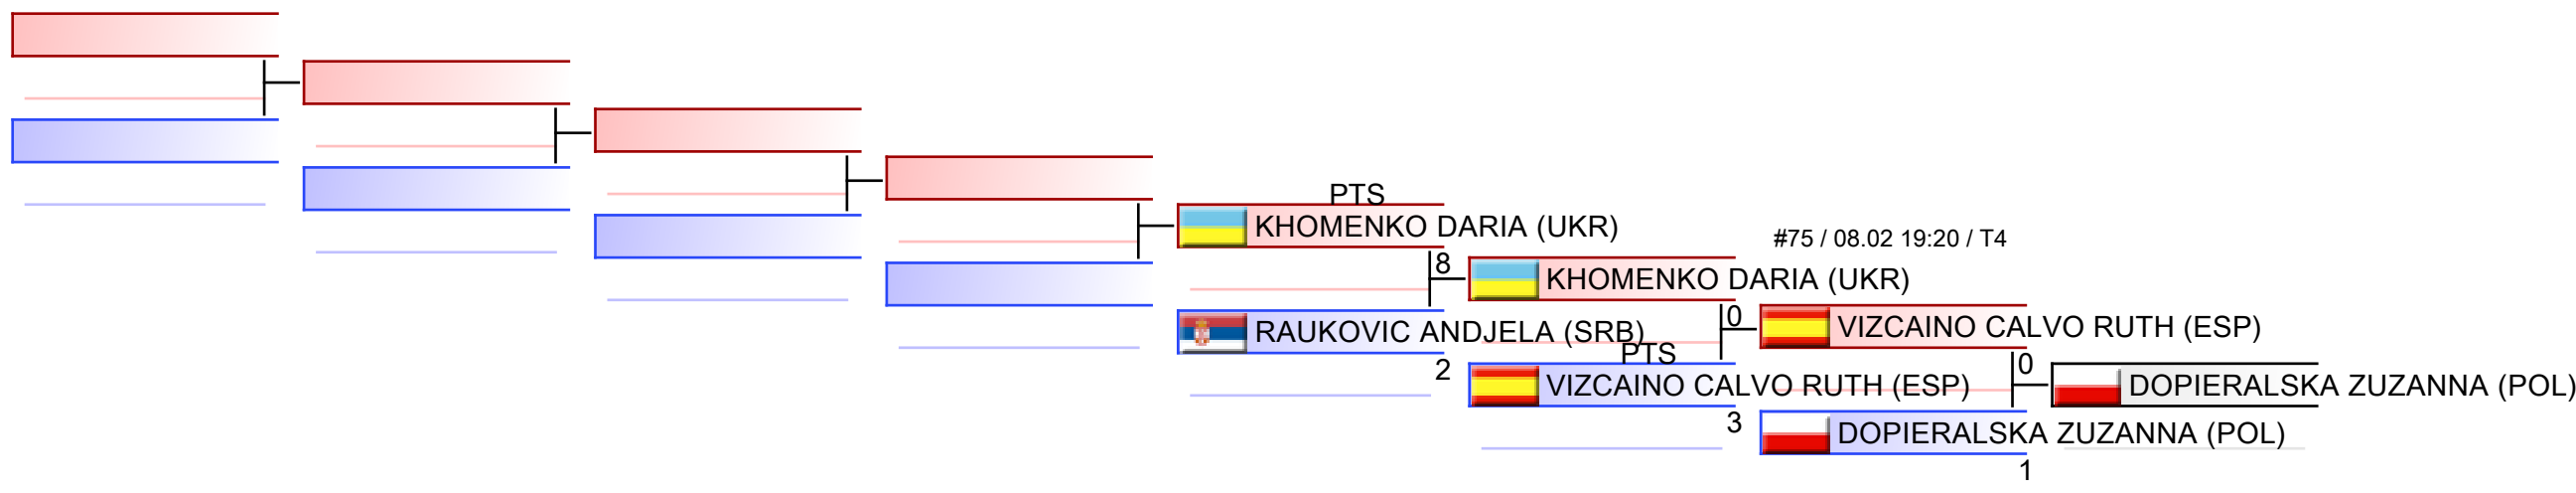 PTS
KHOMENKO DARIA (UKR)
8
RAUKOVIC ANDJELA (SRB)
2
KHOMENKO DARIA (UKR)
0
PTS
VIZCAINO CALVO RUTH (ESP)
3
#75 / 08.02 19:20 / T4
VIZCAINO CALVO RUTH (ESP)
0
DOPIERALSKA ZUZANNA (POL)
1
DOPIERALSKA ZUZANNA (POL)